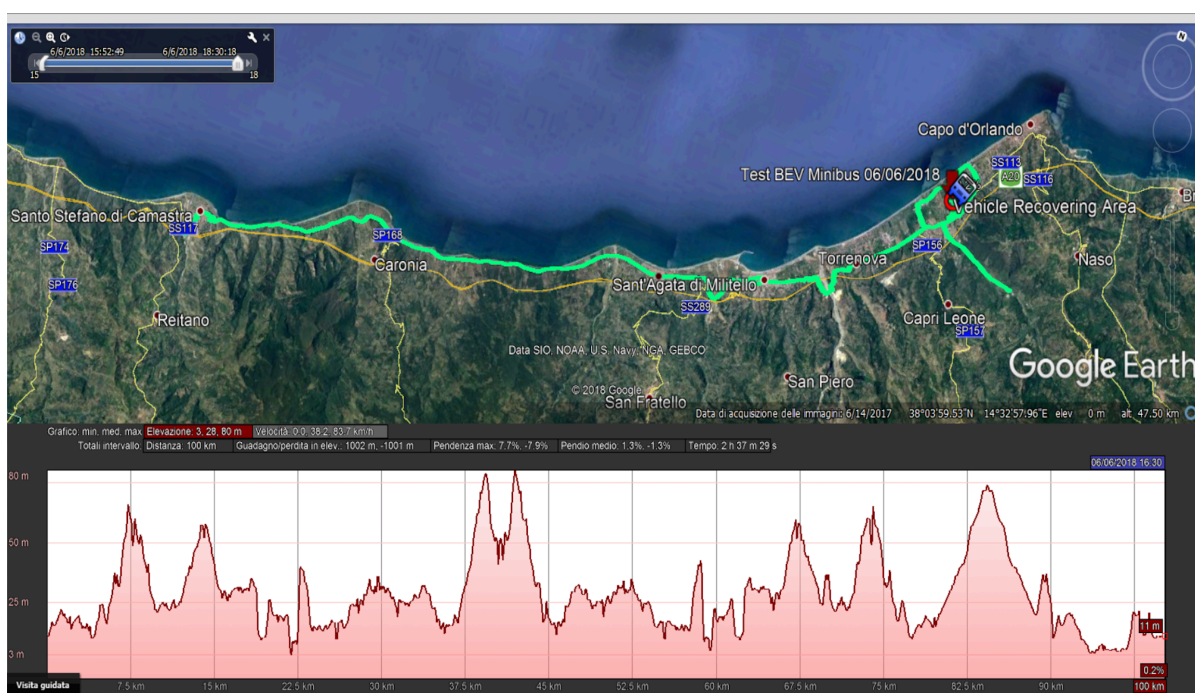 6/6/2018 15:52:49 6/6/2018 18:30:18
15 18
Capo d'Orlando
SS113
A20 SS116
Test BEV Minibus 06/06/2018
Vehicle Recovering Area
Santo Stefano di Camastra
SS117
SP168
SP156
SP174
Caronia
Torrenova
Naso
Sant'Agata di Militello
SP176
SS289
Capri Leone
Reitano
SP157
Data SIO, NOAA, U.S. Navy, NGA, GEBCO
Google Earth
© 2018 Google
San Piero
San Fratello
Data di acquisizione delle immagini: 6/14/2017 38°03'59.53"N 14°32'57.96"E elev 0 m alt 47.50 km
Grafico: min. med. max Elevazione: 3, 28, 80 m Velocità: 0.0, 38.2, 83.7 km/h
Totali intervallo: Distanza: 100 km Guadagno/perdita in elev.: 1002 m, -1001 m Pendenza max: 7.7%, -7.9% Pendio medio: 1.3%, -1.3% Tempo: 2 h 37 m 29 s
06/06/2018 16:30
80 m
50 m
25 m
11 m
3 m
0.2%
Visita guidata 7,5 km 15 km 22.5 km 30 km 37.5 km 45 km 52.5 km 60 km 67.5 km 75 km 82.5 km 90 km 100 km